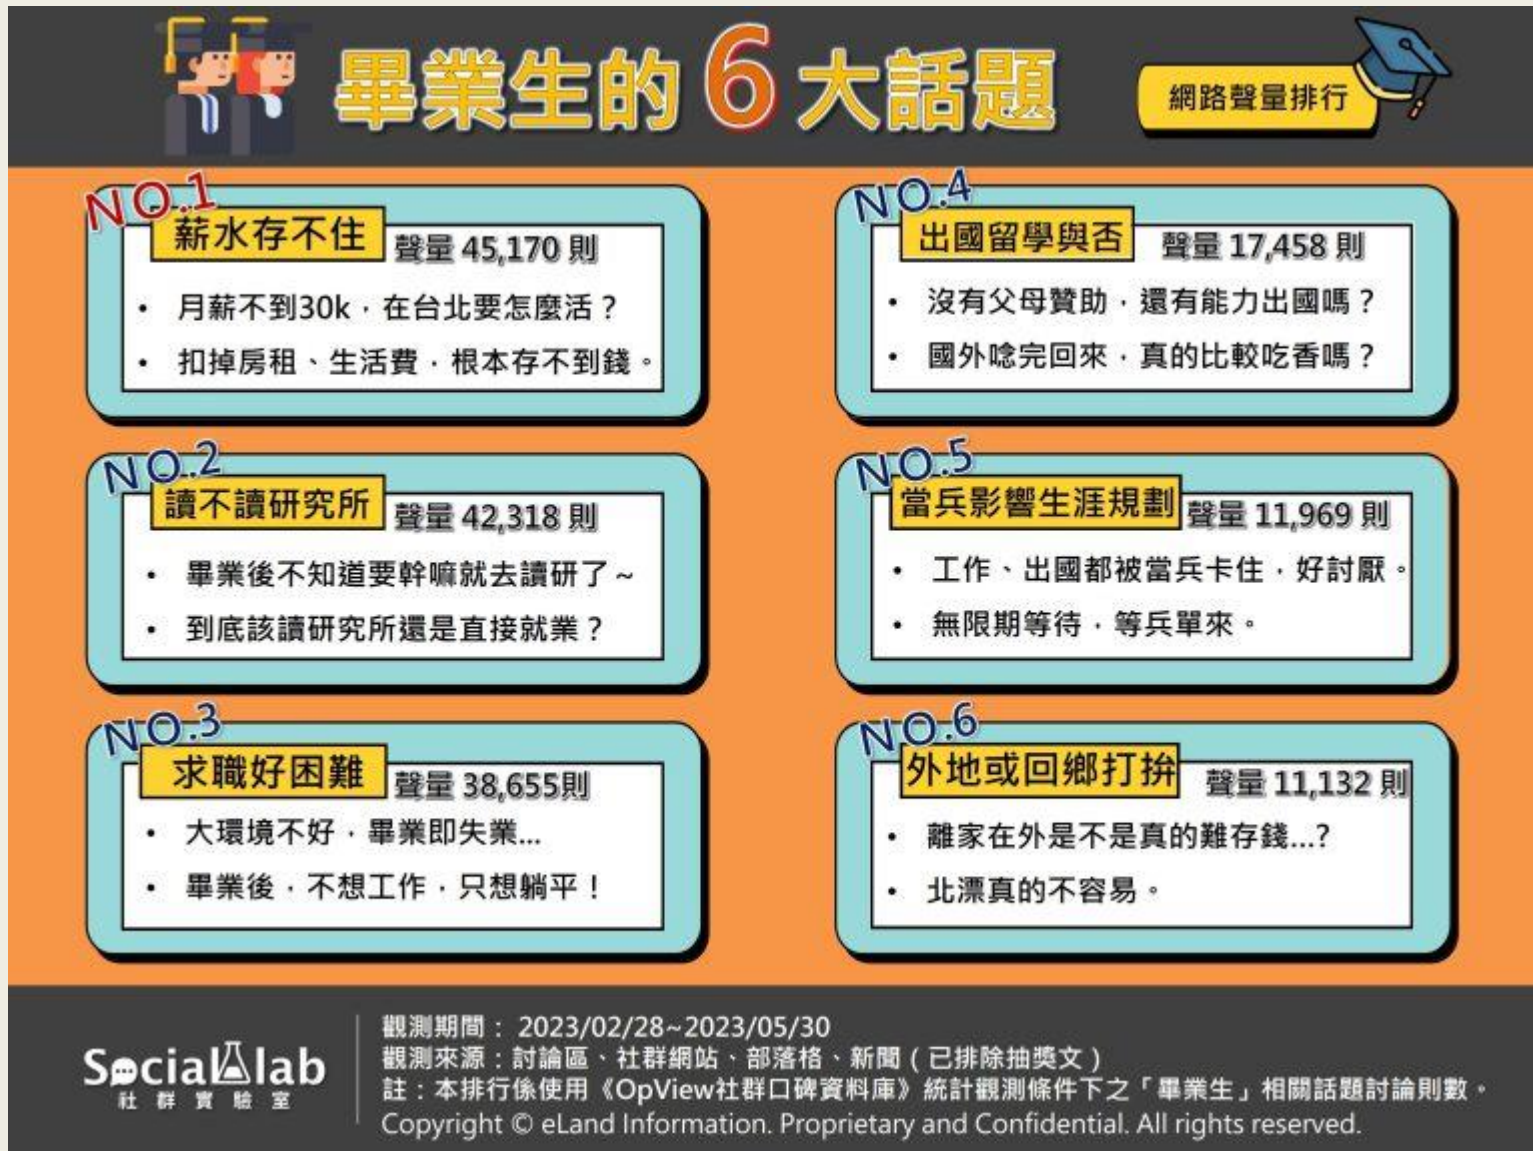 畢業生的6大話題
網路聲量排行
NO.1
薪水存不住 聲量 45,170 則
• 月薪不到30k，在台北要怎麼活？
• 扣掉房租、生活費，根本存不到錢。
NO.2
讀不讀研究所 聲量 42,318 則
• 畢業後不知道要幹嘛就去讀研了~
• 到底該讀研究所還是直接就業？
NO.3
求職好困難 聲量 38,655則
• 大環境不好，畢業即失業...
• 畢業後，不想工作，只想躺平！
NO.4
出國留學與否 聲量 17,458 則
• 沒有父母贊助，還有能力出國嗎？
• 國外唸完回來，真的比較吃香嗎？
NO.5
當兵影響生涯規劃 聲量 11,969 則
• 工作、出國都被當兵卡住，好討厭。
• 無限期等待，等兵單來。
NO.6
外地或回鄉打拚 聲量 11,132 則
• 離家在外是不是真的難存錢...?
• 北漂真的不容易。
Social lab
社群實驗室
觀測期間： 2023/02/28~2023/05/30
觀測來源：討論區、社群網站、部落格、新聞（已排除抽獎文）
註：本排行係使用《OpView社群口碑資料庫》統計觀測條件下之「畢業生」相關話題討論則數。
Copyright © eLand Information. Proprietary and Confidential. All rights reserved.